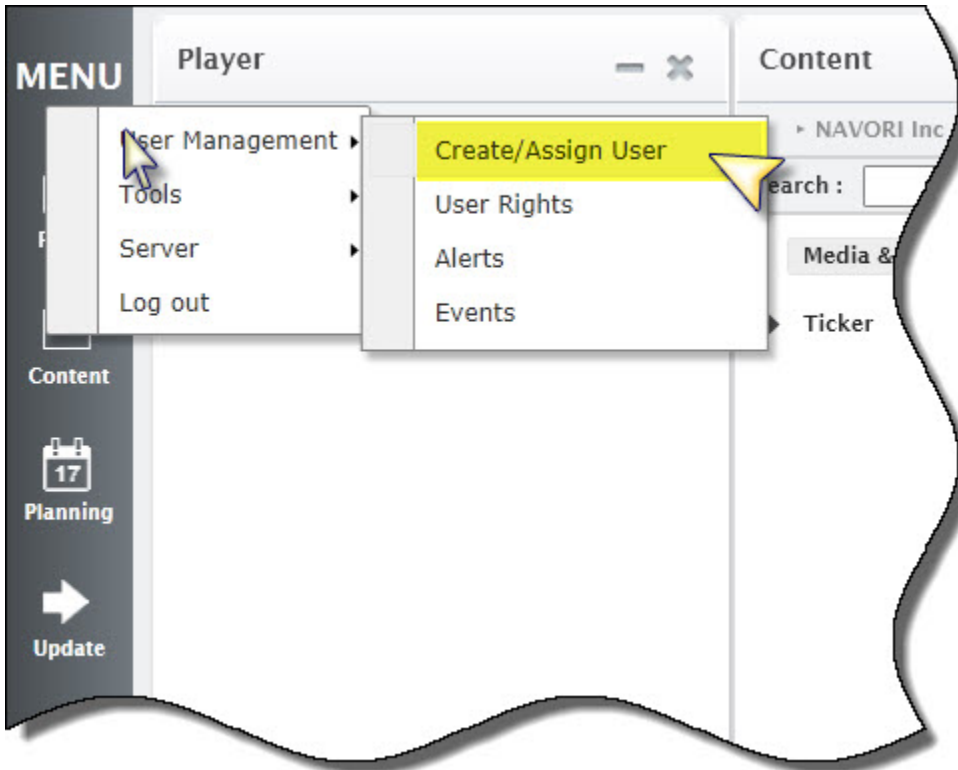 MENU
Player
Content
User Management
Create/Assign User
NAVORI Inc
Tools
User Rights
earch :
Server
Alerts
Media &
Log out
Events
Ticker
Content
17
Planning
Update